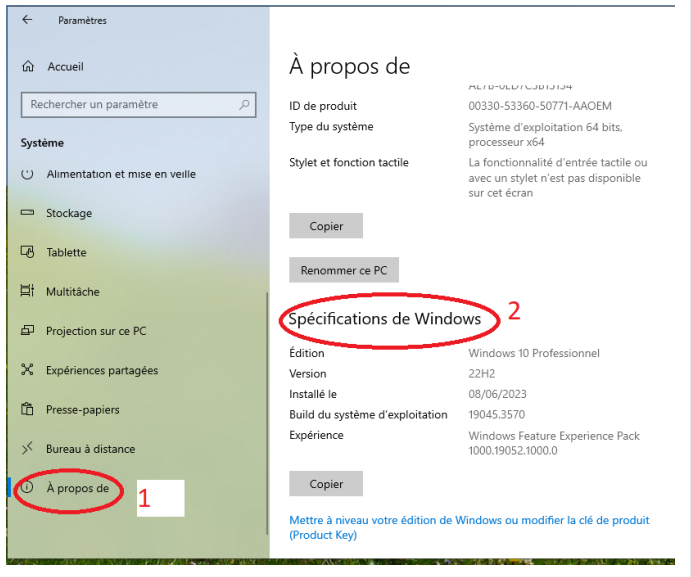 Paramètres
Accueil
Rechercher un paramètre
Système
Alimentation et mise en veille
Stockage
Tablette
Multitâche
Projection sur ce PC
Expériences partagées
Presse-papiers
Bureau à distance
À propos de
1
À propos de
ID de produit 00330-53360-50771-AAOEM
Type du système Système d'exploitation 64 bits,
processeur x64
Stylet et fonction tactile La fonctionnalité d'entrée tactile ou
avec un stylet n'est pas disponible
sur cet écran
Copier
Renommer ce PC
Spécifications de Windows 2
Édition Windows 10 Professionnel
Version 22H2
Installé le 08/06/2023
Build du système d'exploitation 19045.3570
Expérience Windows Feature Experience Pack
1000.19052.1000.0
Copier
Mettre à niveau votre édition de Windows ou modifier la clé de produit
(Product Key)